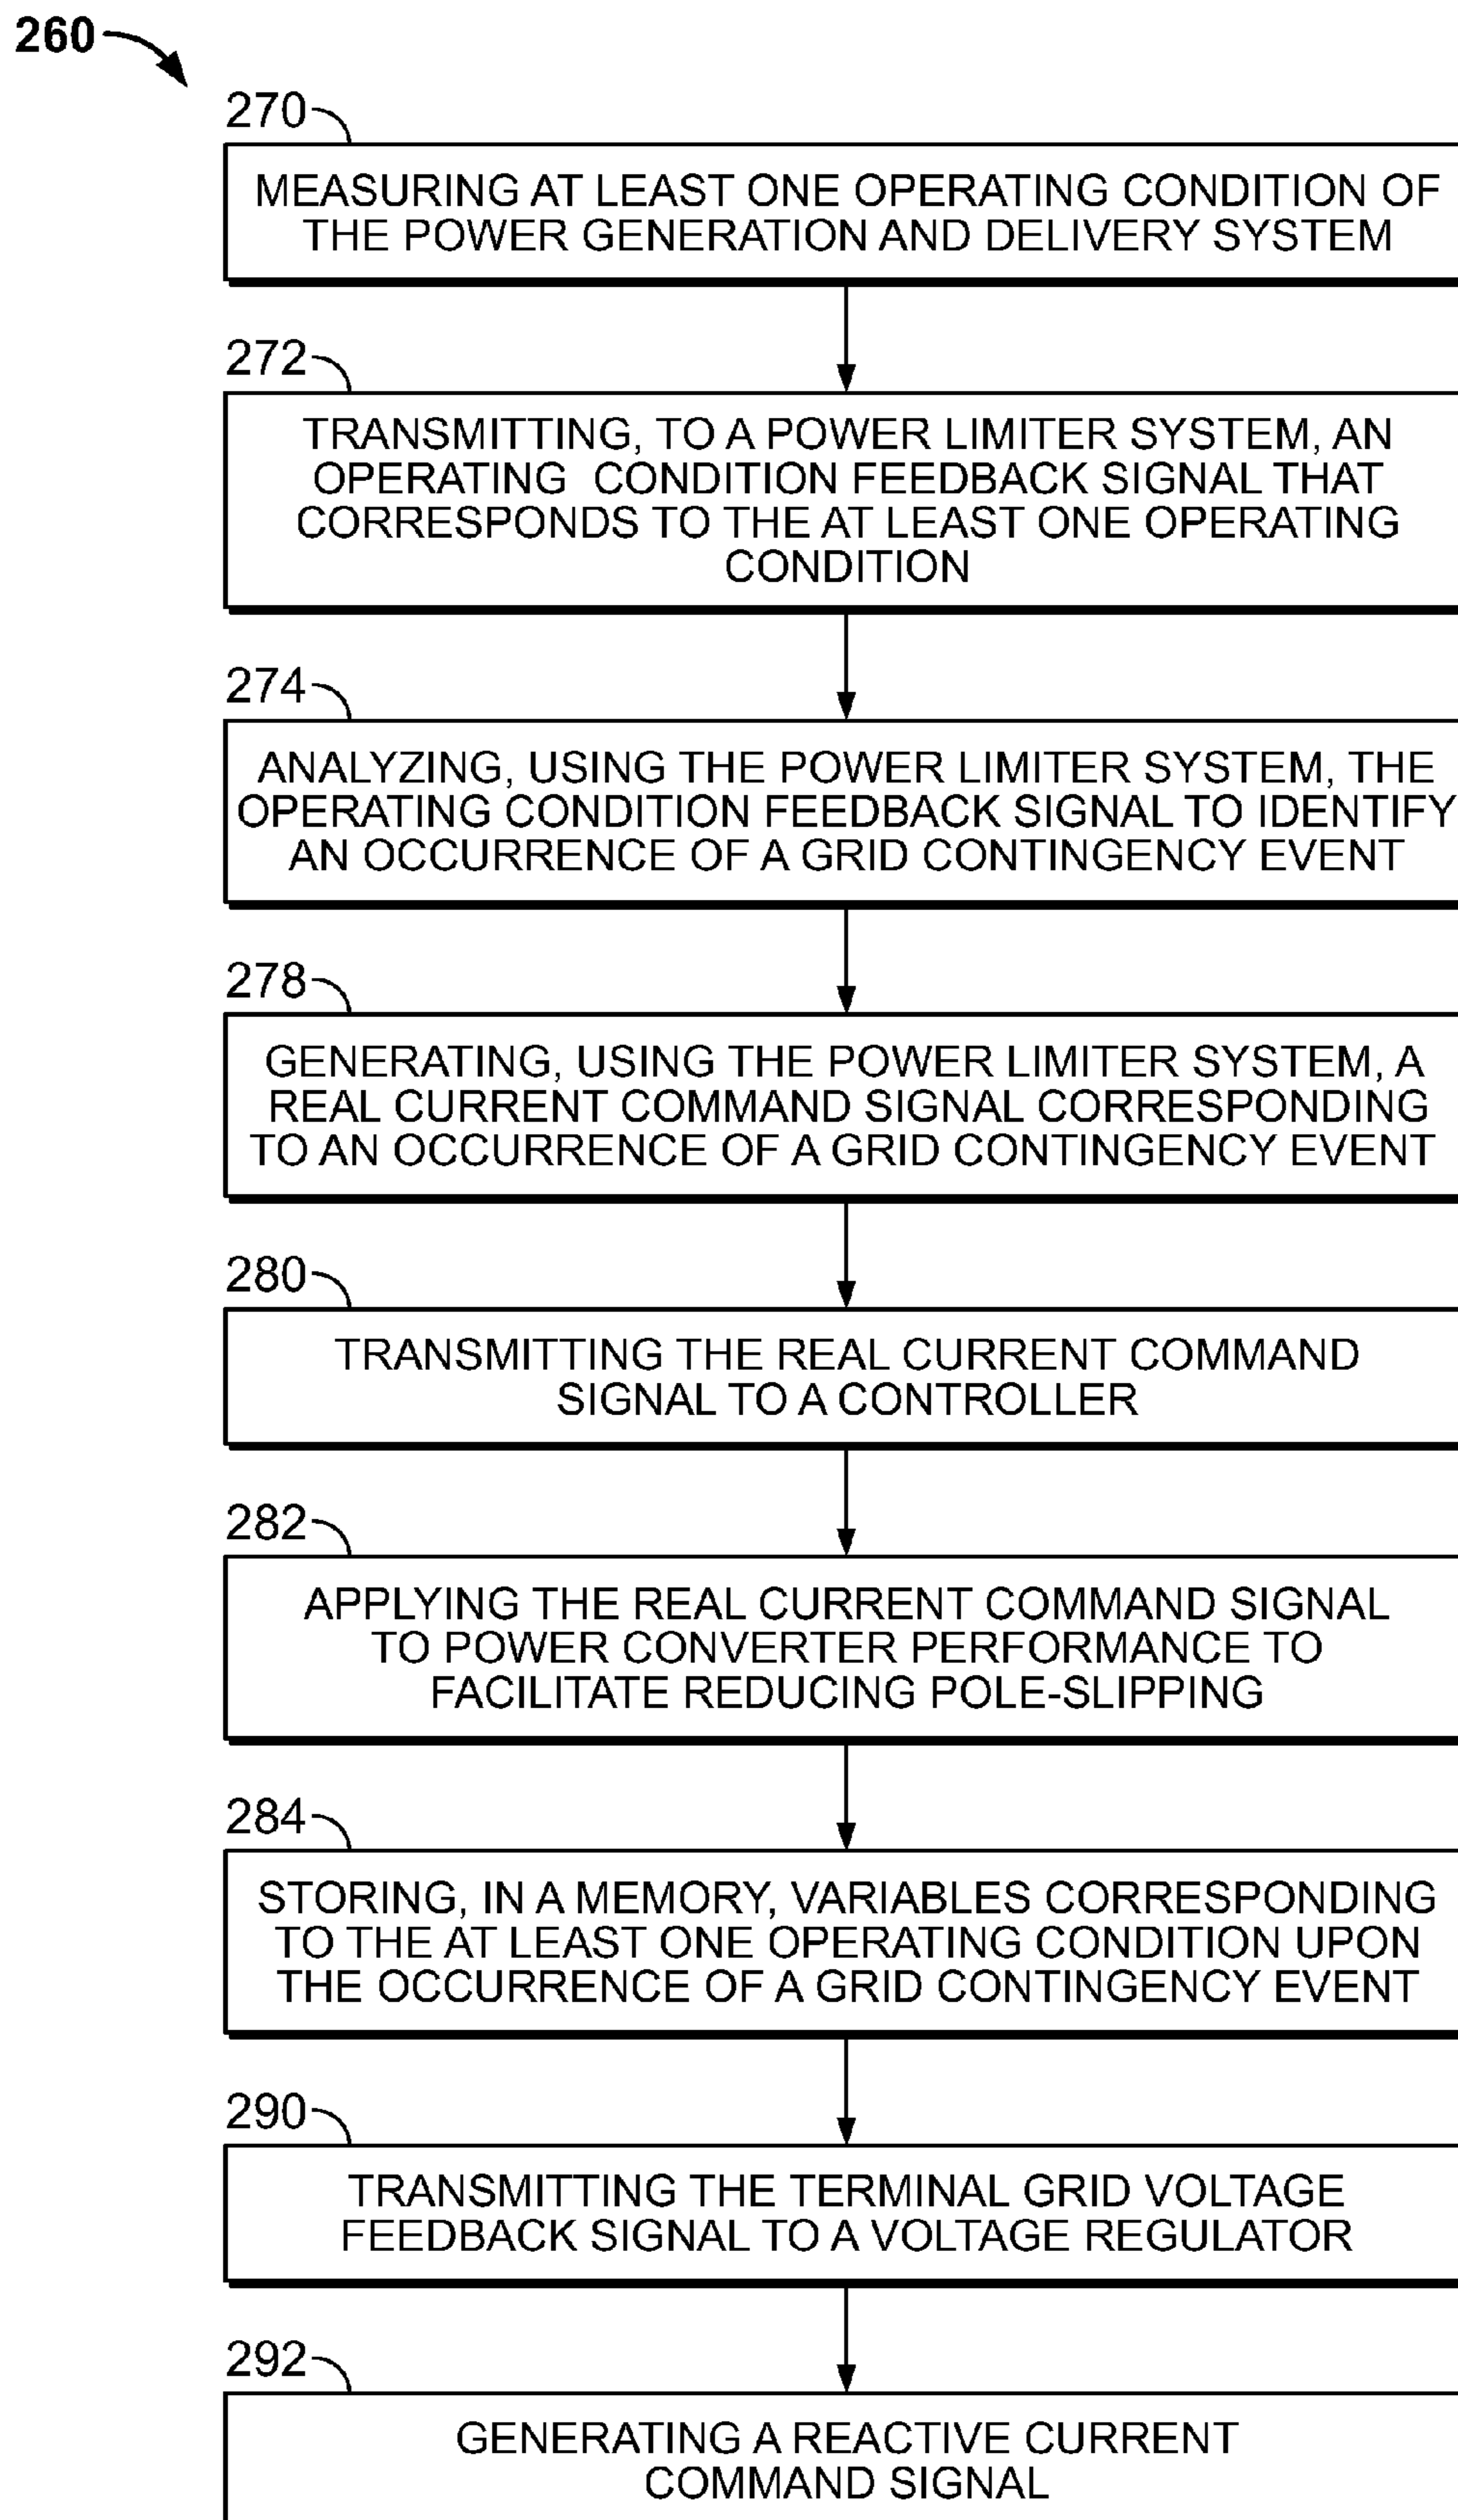 260
270
MEASURING AT LEAST ONE OPERATING CONDITION OF
THE POWER GENERATION AND DELIVERY SYSTEM
272
TRANSMITTING, TO A POWER LIMITER SYSTEM, AN
OPERATING CONDITION FEEDBACK SIGNAL THAT
CORRESPONDS TO THE AT LEAST ONE OPERATING
CONDITION
274
ANALYZING, USING THE POWER LIMITER SYSTEM, THE
OPERATING CONDITION FEEDBACK SIGNAL TO IDENTIFY
AN OCCURRENCE OF A GRID CONTINGENCY EVENT
278
GENERATING, USING THE POWER LIMITER SYSTEM, A
REAL CURRENT COMMAND SIGNAL CORRESPONDING
TO AN OCCURRENCE OF A GRID CONTINGENCY EVENT
280
TRANSMITTING THE REAL CURRENT COMMAND
SIGNAL TO A CONTROLLER
282
APPLYING THE REAL CURRENT COMMAND SIGNAL
TO POWER CONVERTER PERFORMANCE TO
FACILITATE REDUCING POLE-SLIPPING
284
STORING, IN A MEMORY, VARIABLES CORRESPONDING
TO THE AT LEAST ONE OPERATING CONDITION UPON
THE OCCURRENCE OF A GRID CONTINGENCY EVENT
290
TRANSMITTING THE TERMINAL GRID VOLTAGE
FEEDBACK SIGNAL TO A VOLTAGE REGULATOR
292
GENERATING A REACTIVE CURRENT
COMMAND SIGNAL